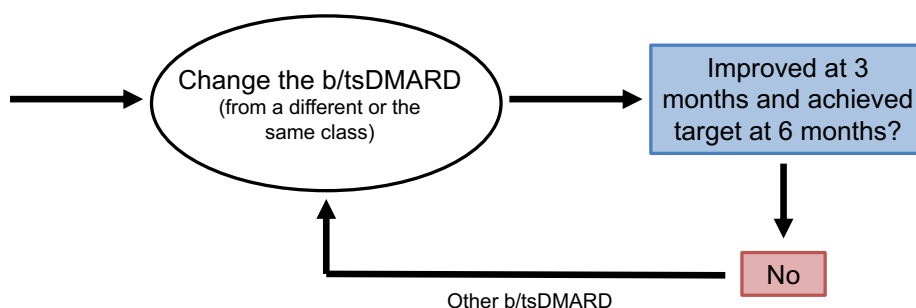 Change the b/tsDMARD
(from a different or the
same class)
Improved at 3
months and achieved
target at 6 months?
No
Other b/tsDMARD